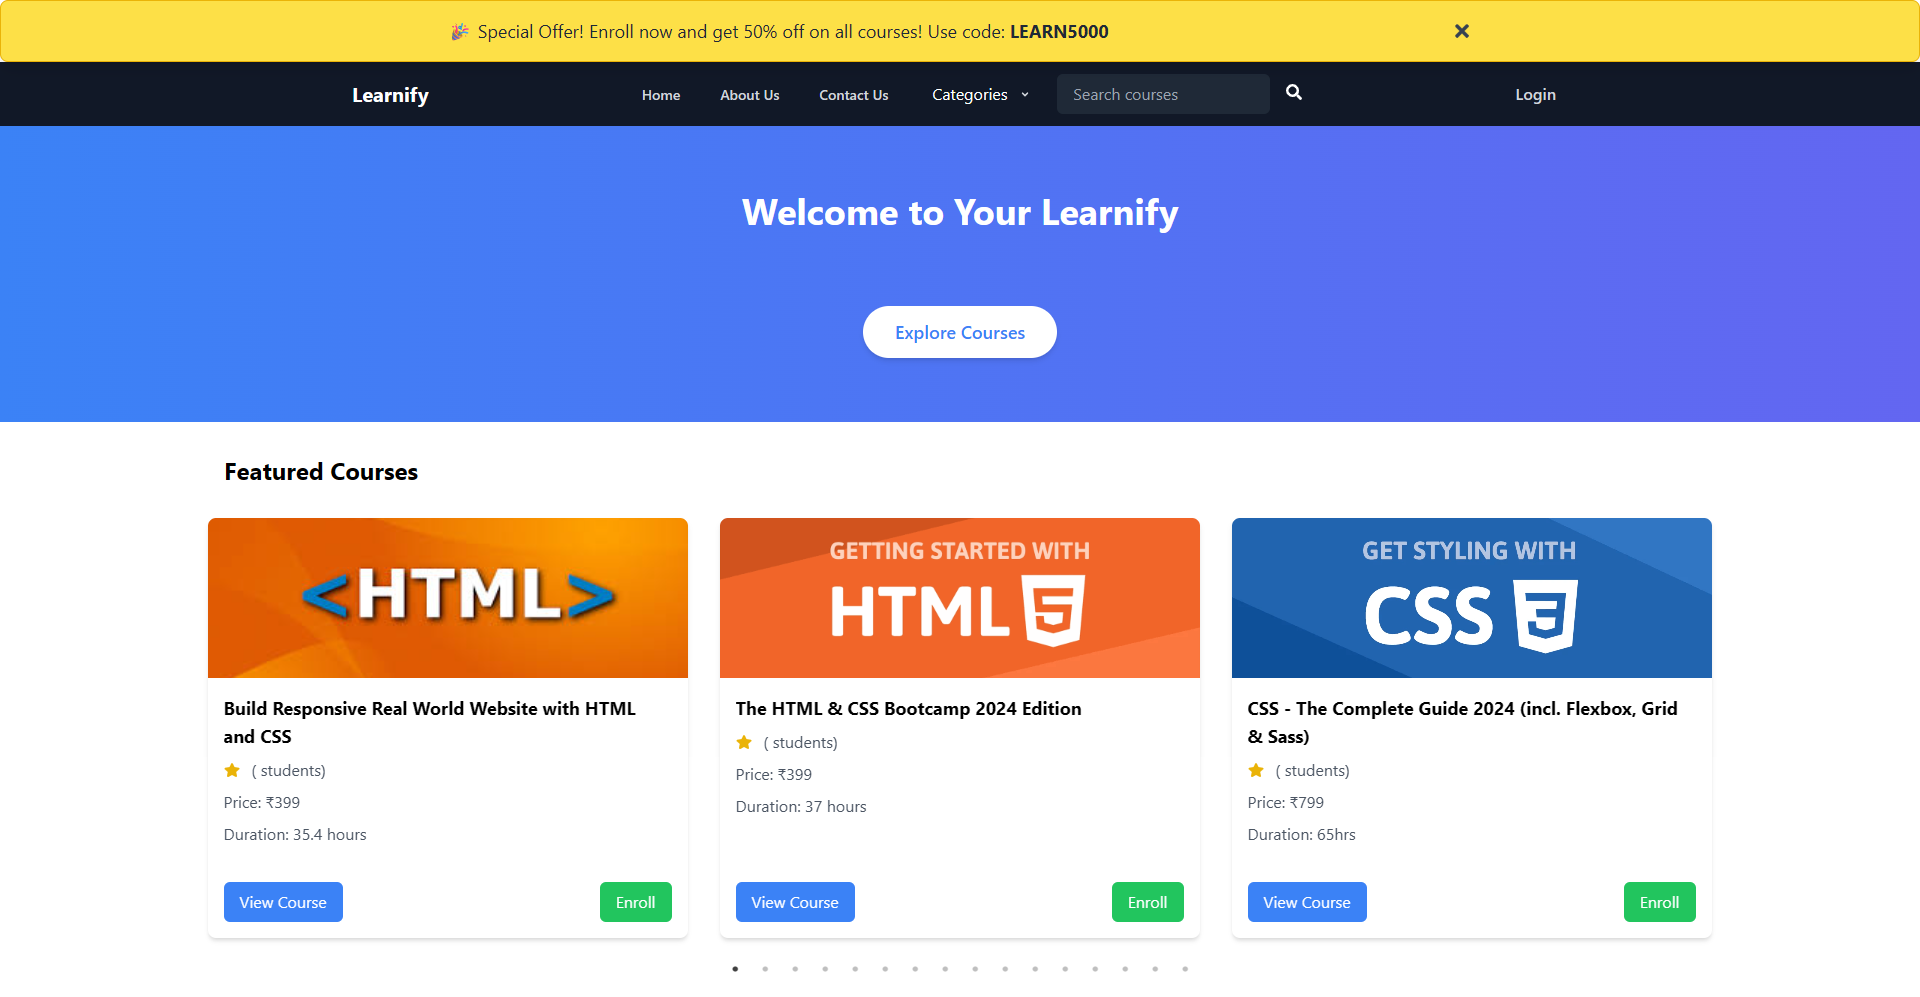 🎉 Special Offer! Enroll now and get 50% off on all courses! Use code: LEARN5000
Learnify
Home
About Us
Contact Us
Categories
Search courses
Login
Welcome to Your Learnify
Explore Courses
Featured Courses
<HTML>
GETTING STARTED WITH
HTML 5
GET STYLING WITH
CSS 3
Build Responsive Real World Website with HTML
and CSS
( students)
Price: ₹399
Duration: 35.4 hours
View Course
Enroll
The HTML & CSS Bootcamp 2024 Edition
( students)
Price: ₹399
Duration: 37 hours
View Course
Enroll
CSS - The Complete Guide 2024 (incl. Flexbox, Grid
& Sass)
( students)
Price: ₹799
Duration: 65hrs
View Course
Enroll